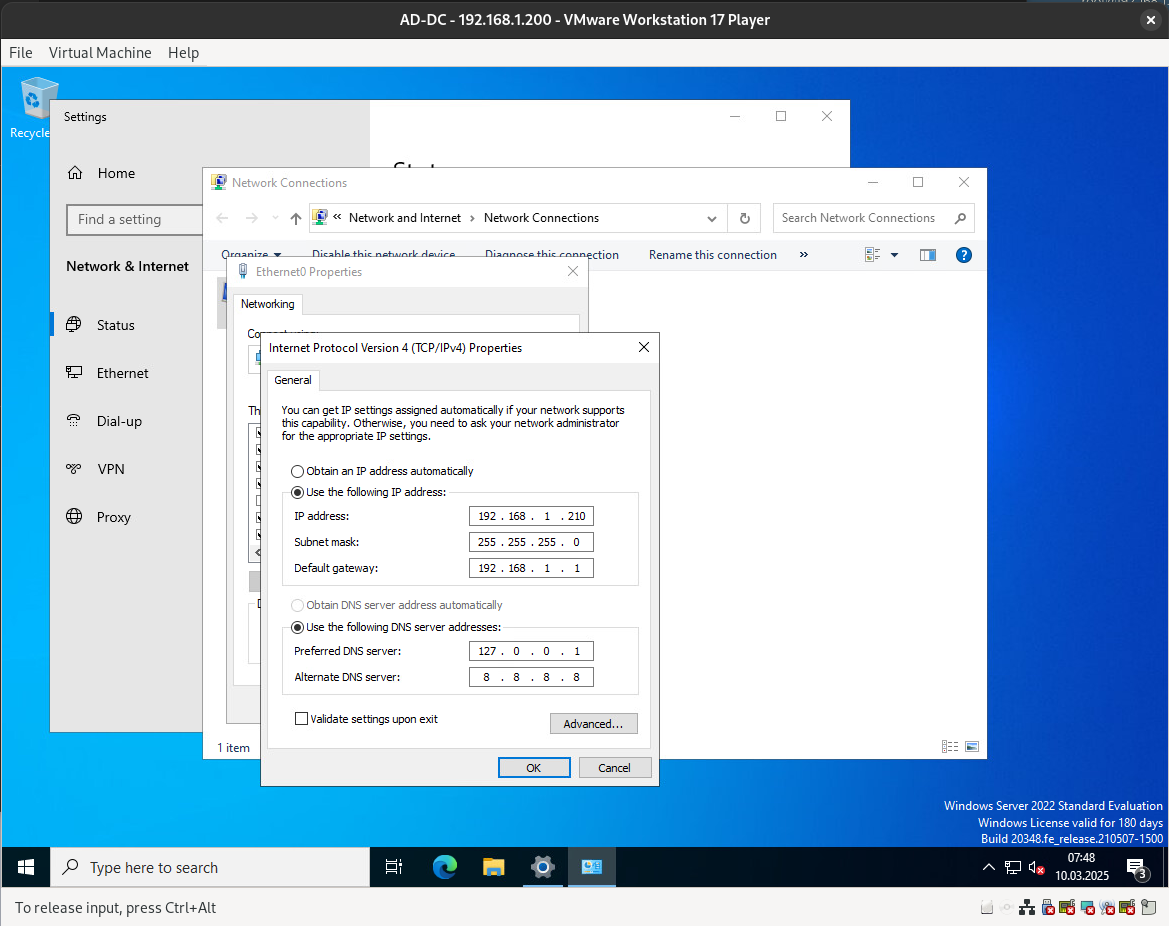 AD-DC - 192.168.1.200 - VMware Workstation 17 Player
File Virtual Machine Help
Recycle
Settings
Home
Find a setting
Network & Internet
Status
Ethernet
Dial-up
VPN
Proxy
Network Connections
« Network and Internet › Network Connections
Search Network Connections
Organize Disable this network device Diagnose this connection Rename this connection »
Ethernet0 Properties
Networking
Internet Protocol Version 4 (TCP/IPv4) Properties
General
You can get IP settings assigned automatically if your network supports
this capability. Otherwise, you need to ask your network administrator
for the appropriate IP settings.
Obtain an IP address automatically
Use the following IP address:
IP address: 192 . 168 . 1 . 210
Subnet mask: 255 . 255 . 255 . 0
Default gateway: 192 . 168 . 1 . 1
Obtain DNS server address automatically
Use the following DNS server addresses:
Preferred DNS server: 127 . 0 . 0 . 1
Alternate DNS server: 8 . 8 . 8 . 8
Validate settings upon exit
Advanced...
OK Cancel
1 item
Windows Server 2022 Standard Evaluation
Windows License valid for 180 days
Build 20348.fe_release.210507-1500
Type here to search
07:48
10.03.2025
3
To release input, press Ctrl+Alt